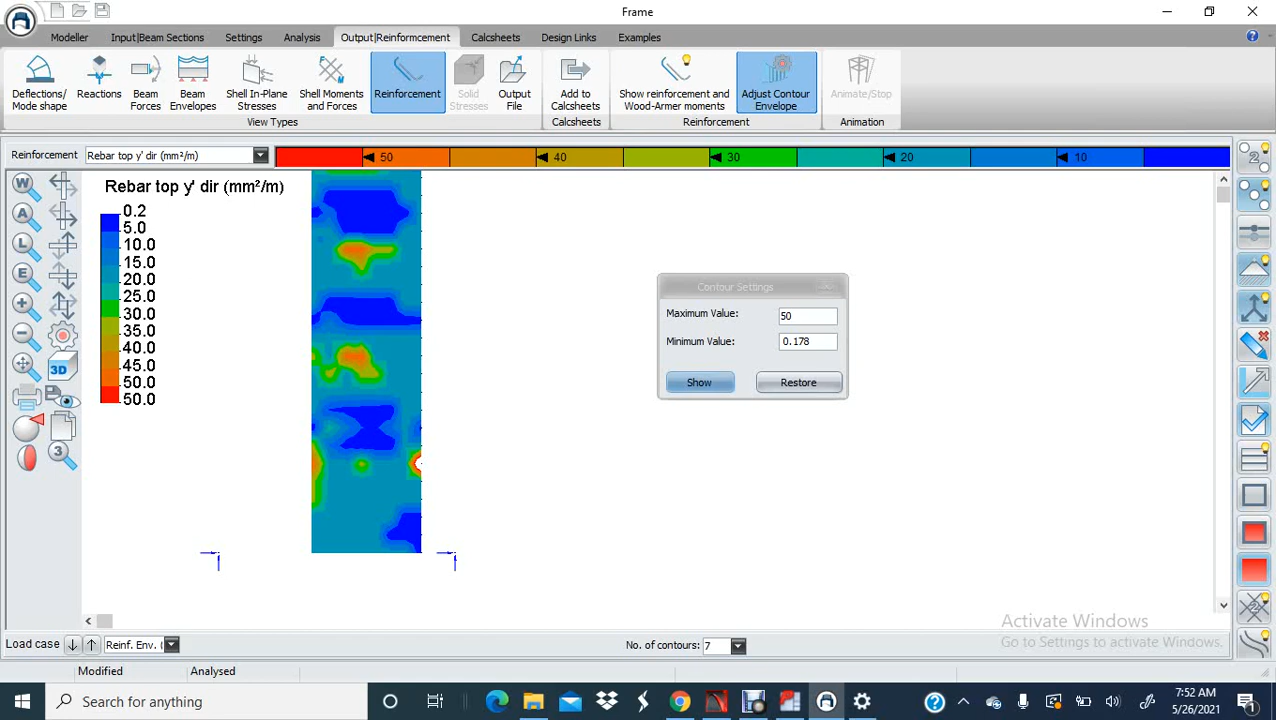 Frame
Modeller Input|Beam Sections Settings Analysis Output|Reinformcement Calcsheets Design Links Examples
Deflections/ Mode shape
Reactions
Beam Forces
Beam Envelopes
Shell In-Plane Stresses
Shell Moments and Forces
Reinforcement
Solid Stresses
Output File
Add to Calcsheets
Show reinforcement and Wood-Armer moments
Adjust Contour Envelope
Animate/Stop
View Types Calcsheets Reinforcement Animation
Reinforcement Rebar top y' dir (mm²/m) 50 40 30 20 10
Rebar top y' dir (mm²/m)
0.2
5.0
10.0
15.0
20.0
25.0
30.0
35.0
40.0
45.0
50.0
50.0
Contour Settings
Maximum Value: 50
Minimum Value: 0.178
Show Restore
W
A
L
E
3D
3
2
2
Activate Windows
Go to Settings to activate Windows.
Load case Reinf. Env. ( No. of contours: 7
Modified Analysed
Search for anything
7:52 AM
5/26/2021
1